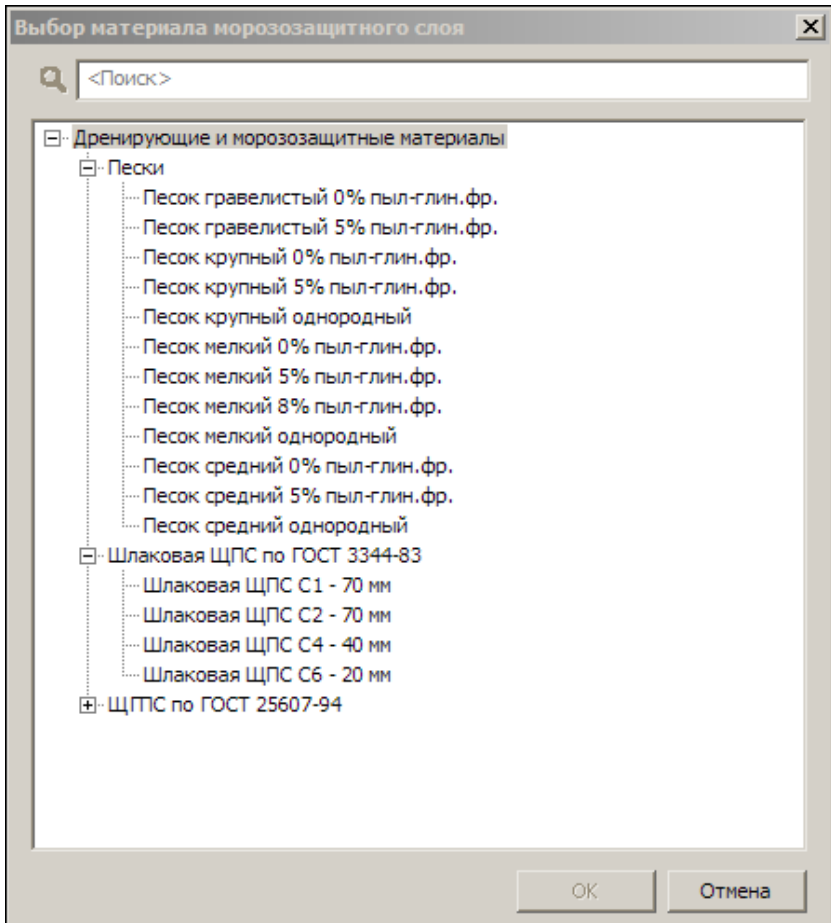 Выбор материала морозозащитного слоя
<Поиск>
Дренирующие и морозозащитные материалы
Пески
Песок гравелистый 0% пыл-глин.фр.
Песок гравелистый 5% пыл-глин.фр.
Песок крупный 0% пыл-глин.фр.
Песок крупный 5% пыл-глин.фр.
Песок крупный однородный
Песок мелкий 0% пыл-глин.фр.
Песок мелкий 5% пыл-глин.фр.
Песок мелкий 8% пыл-глин.фр.
Песок мелкий однородный
Песок средний 0% пыл-глин.фр.
Песок средний 5% пыл-глин.фр.
Песок средний однородный
Шлаковая ЩПС по ГОСТ 3344-83
Шлаковая ЩПС С1 - 70 мм
Шлаковая ЩПС С2 - 70 мм
Шлаковая ЩПС С4 - 40 мм
Шлаковая ЩПС С6 - 20 мм
ЩГПС по ГОСТ 25607-94
ОК Отмена